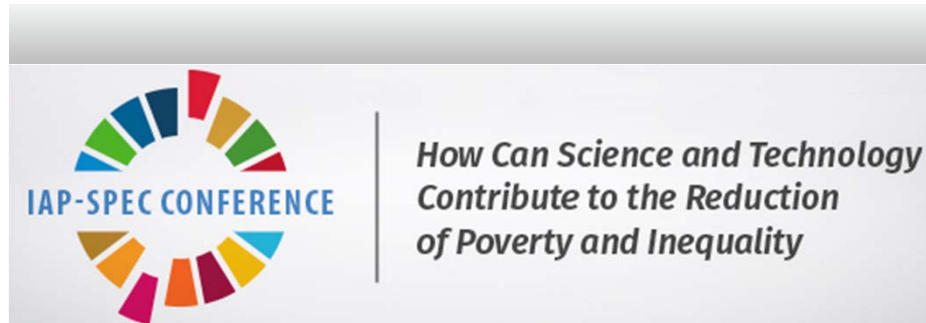 IAP-SPEC CONFERENCE
How Can Science and Technology
Contribute to the Reduction
of Poverty and Inequality